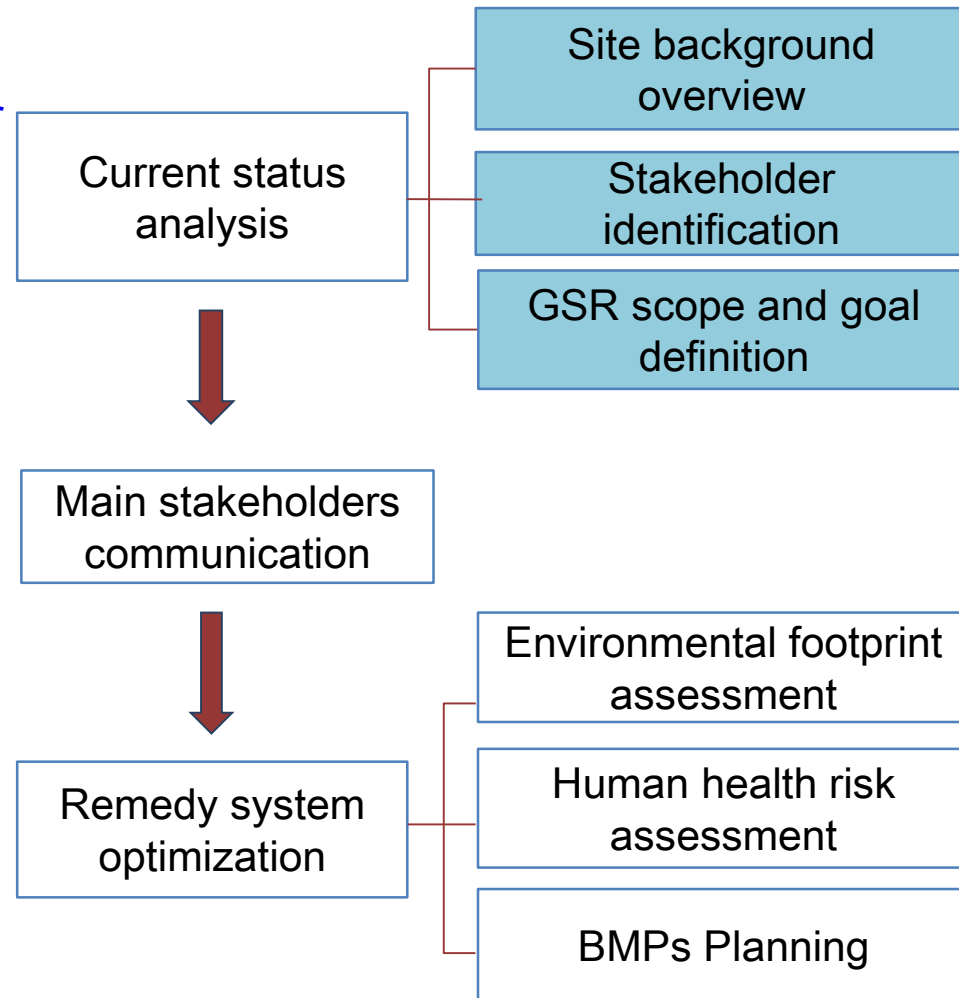 Site background
overview
Current status
analysis
Stakeholder
identification
GSR scope and goal
definition
Main stakeholders
communication
Environmental footprint
assessment
Remedy system
optimization
Human health risk
assessment
BMPs Planning